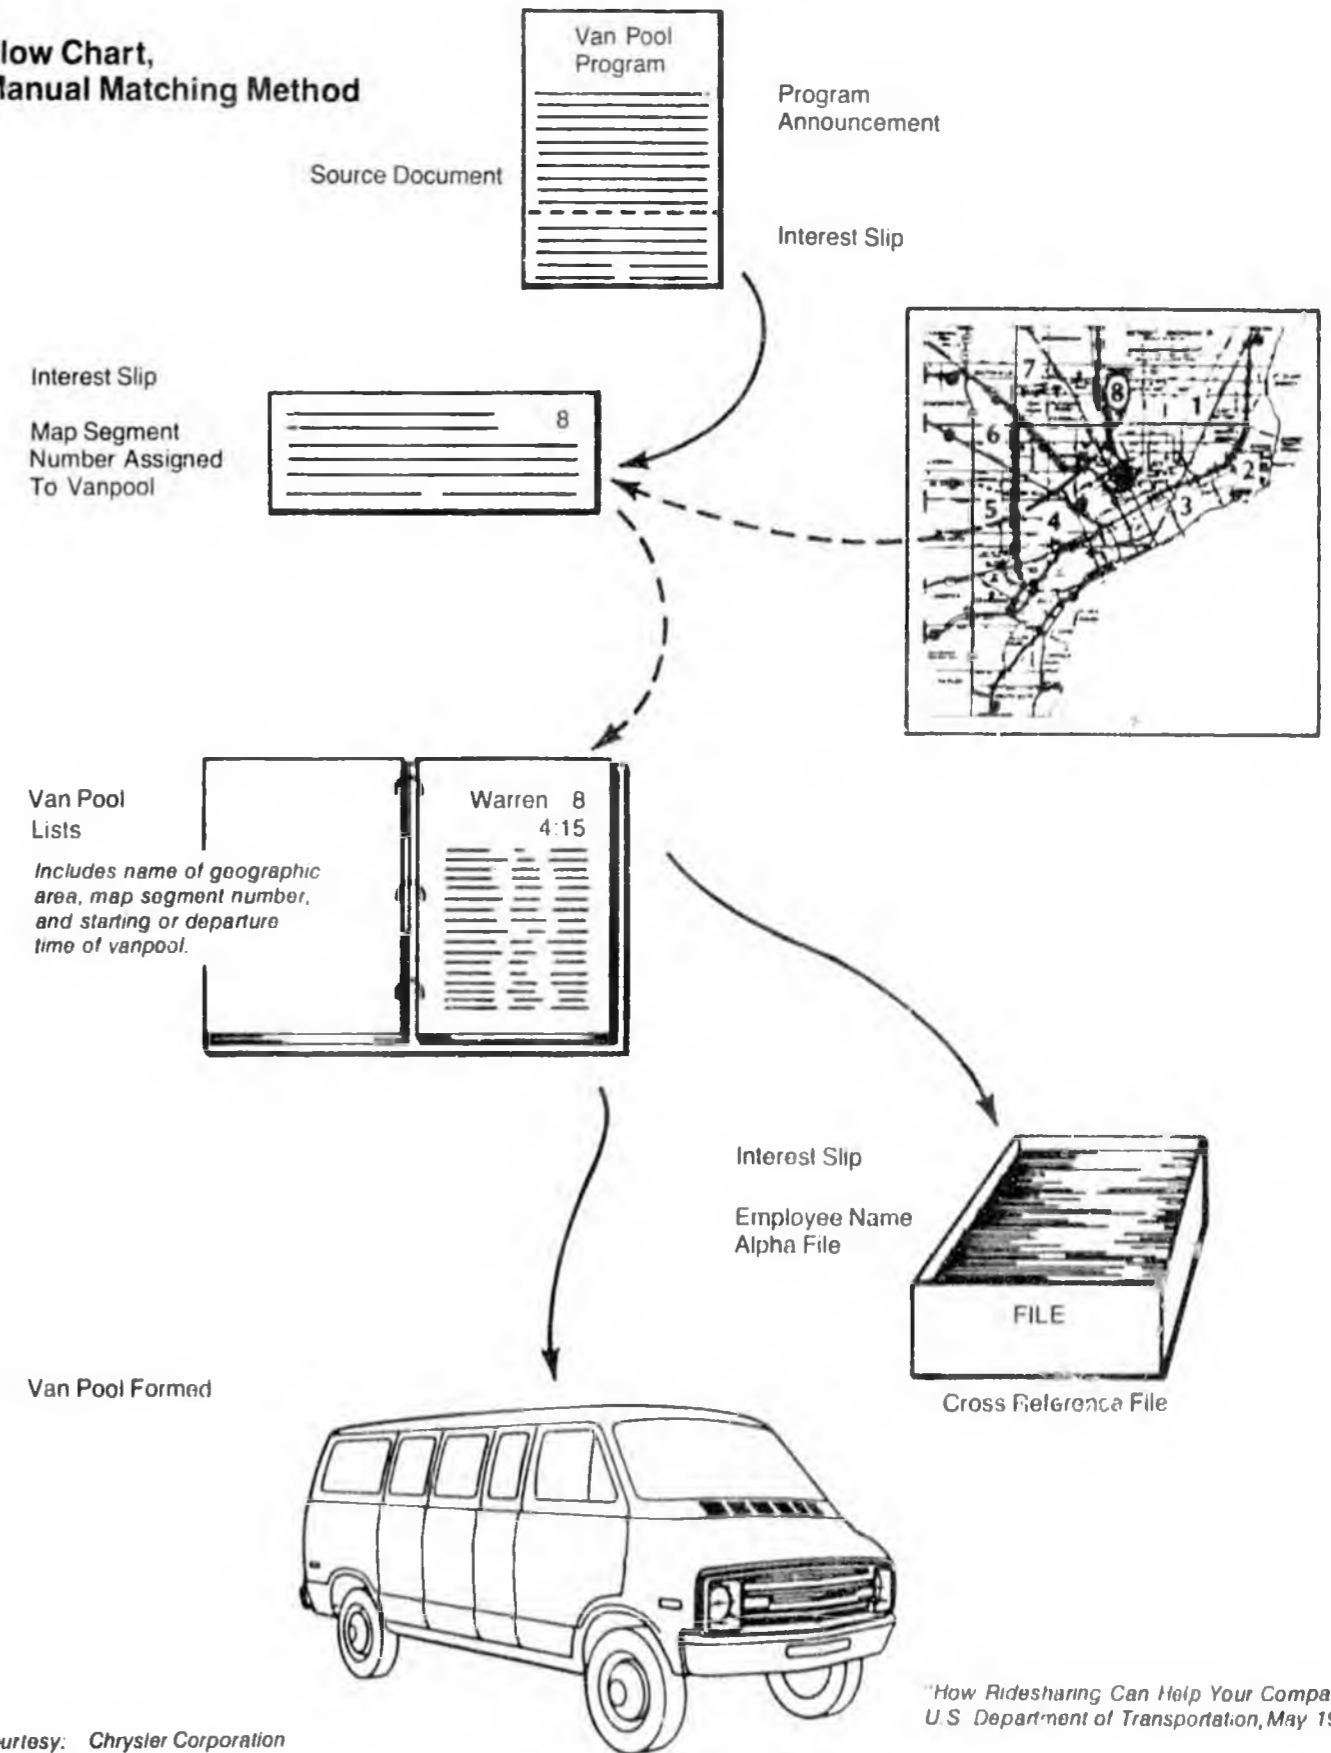 low Chart,
Manual Matching Method
Van Pool
Program
Program
Announcement
Source Document
Interest Slip
Interest Slip
Map Segment
Number Assigned
To Vanpool
8
7
8
1
6
2
5
4
3
Van Pool
Lists
Includes name of geographic
area, map segment number,
and starting or departure
time of vanpool.
Warren 8
4:15
Interest Slip
Employee Name
Alpha File
FILE
Cross Reference File
Van Pool Formed
"How Ridesharing Can Help Your Compa
U.S Department of Transportation, May 19
urtesy: Chrysler Corporation